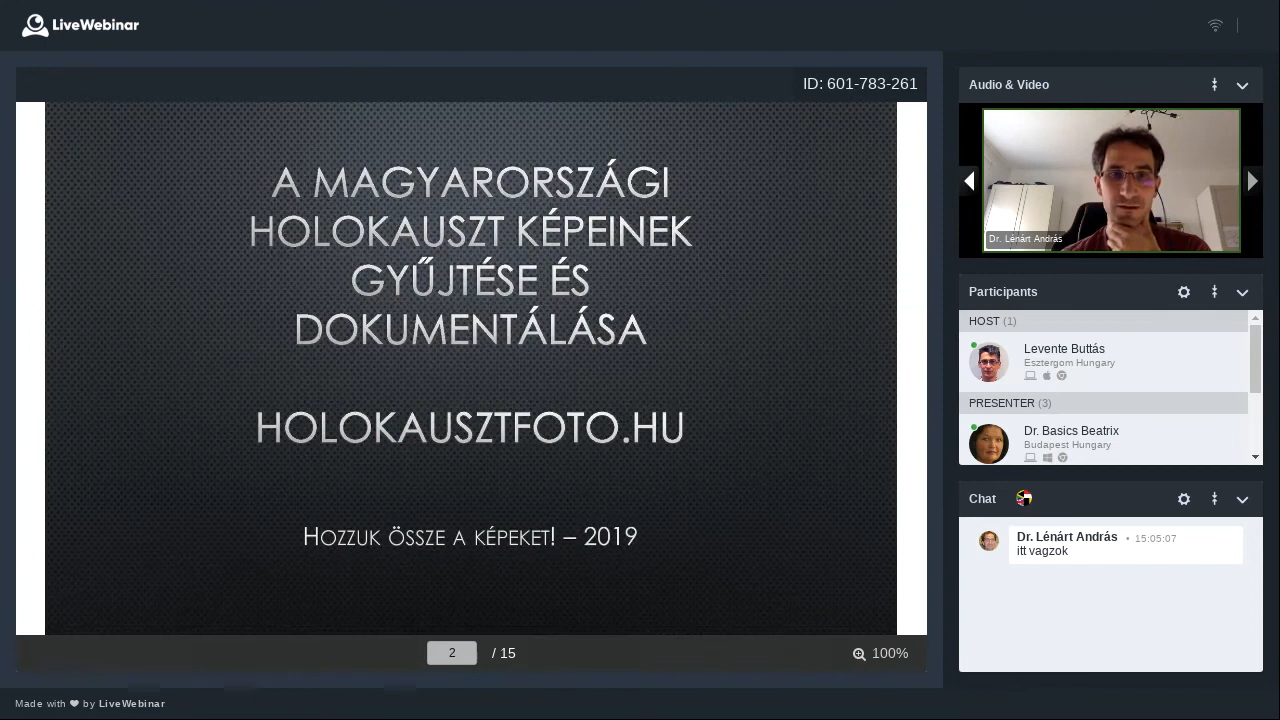 LiveWebinar
ID: 601-783-261
A MAGYARORSZÁGI
HOLOKAUSZT KÉPEINEK
GYŰJTÉSE ÉS
DOKUMENTÁLÁSA
HOLOKAUSZTFOTO.HU
HOZZUK ÖSSZE A KÉPEKET! – 2019
2 / 15
100%
Audio & Video
Dr. Lénárt András
Participants
HOST (1)
Levente Buttás
Esztergom Hungary
PRESENTER (3)
Dr. Basics Beatrix
Budapest Hungary
Chat
Dr. Lénárt András • 15:05:07
itt vagzok
Made with ❤ by LiveWebinar